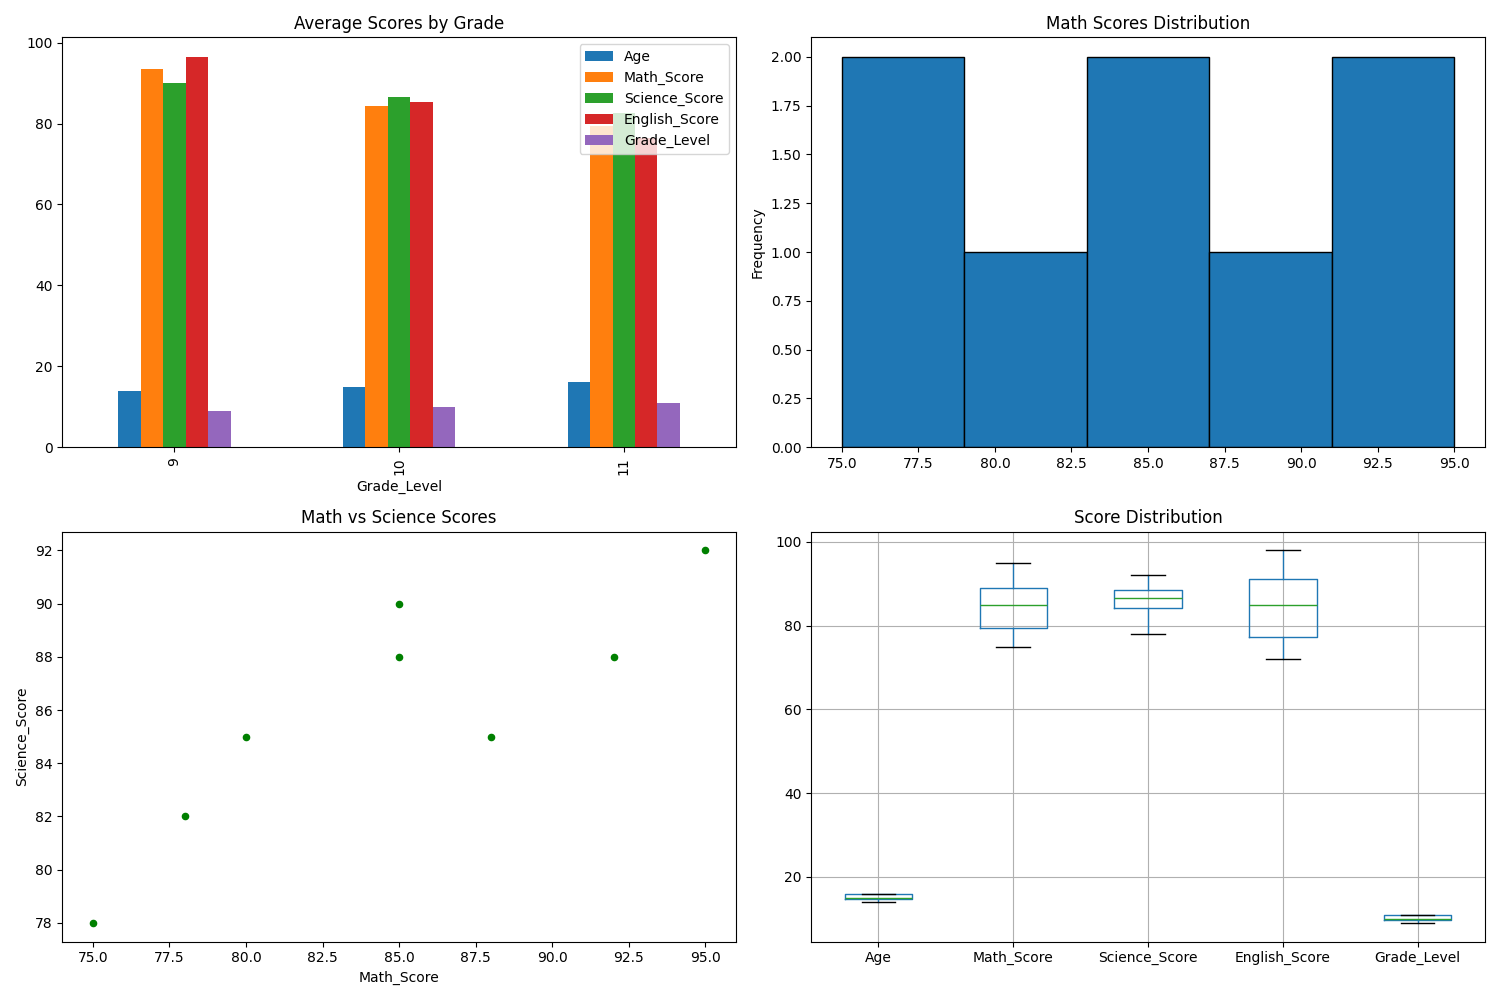 Average Scores by Grade
100
80
60
40
20
0
Age
Math_Score
Science_Score
English_Score
Grade_Level
9
10
11
Grade_Level
Math Scores Distribution
Frequency
2.00
1.75
1.50
1.25
1.00
0.75
0.50
0.25
0.00
75.0 77.5 80.0 82.5 85.0 87.5 90.0 92.5 95.0
Math vs Science Scores
Science_Score
92
90
88
86
84
82
80
78
75.0 77.5 80.0 82.5 85.0 87.5 90.0 92.5 95.0
Math_Score
Score Distribution
100
80
60
40
20
Age Math_Score Science_Score English_Score Grade_Level